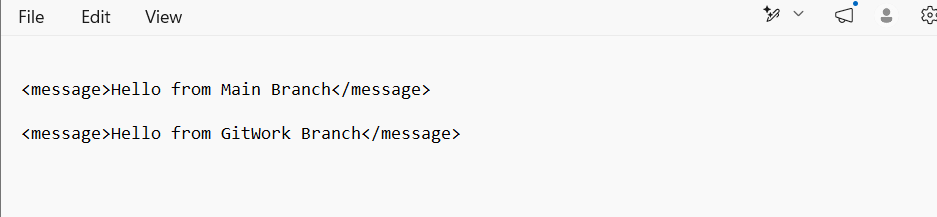 File Edit View
<message>Hello from Main Branch</message>
<message>Hello from GitWork Branch</message>